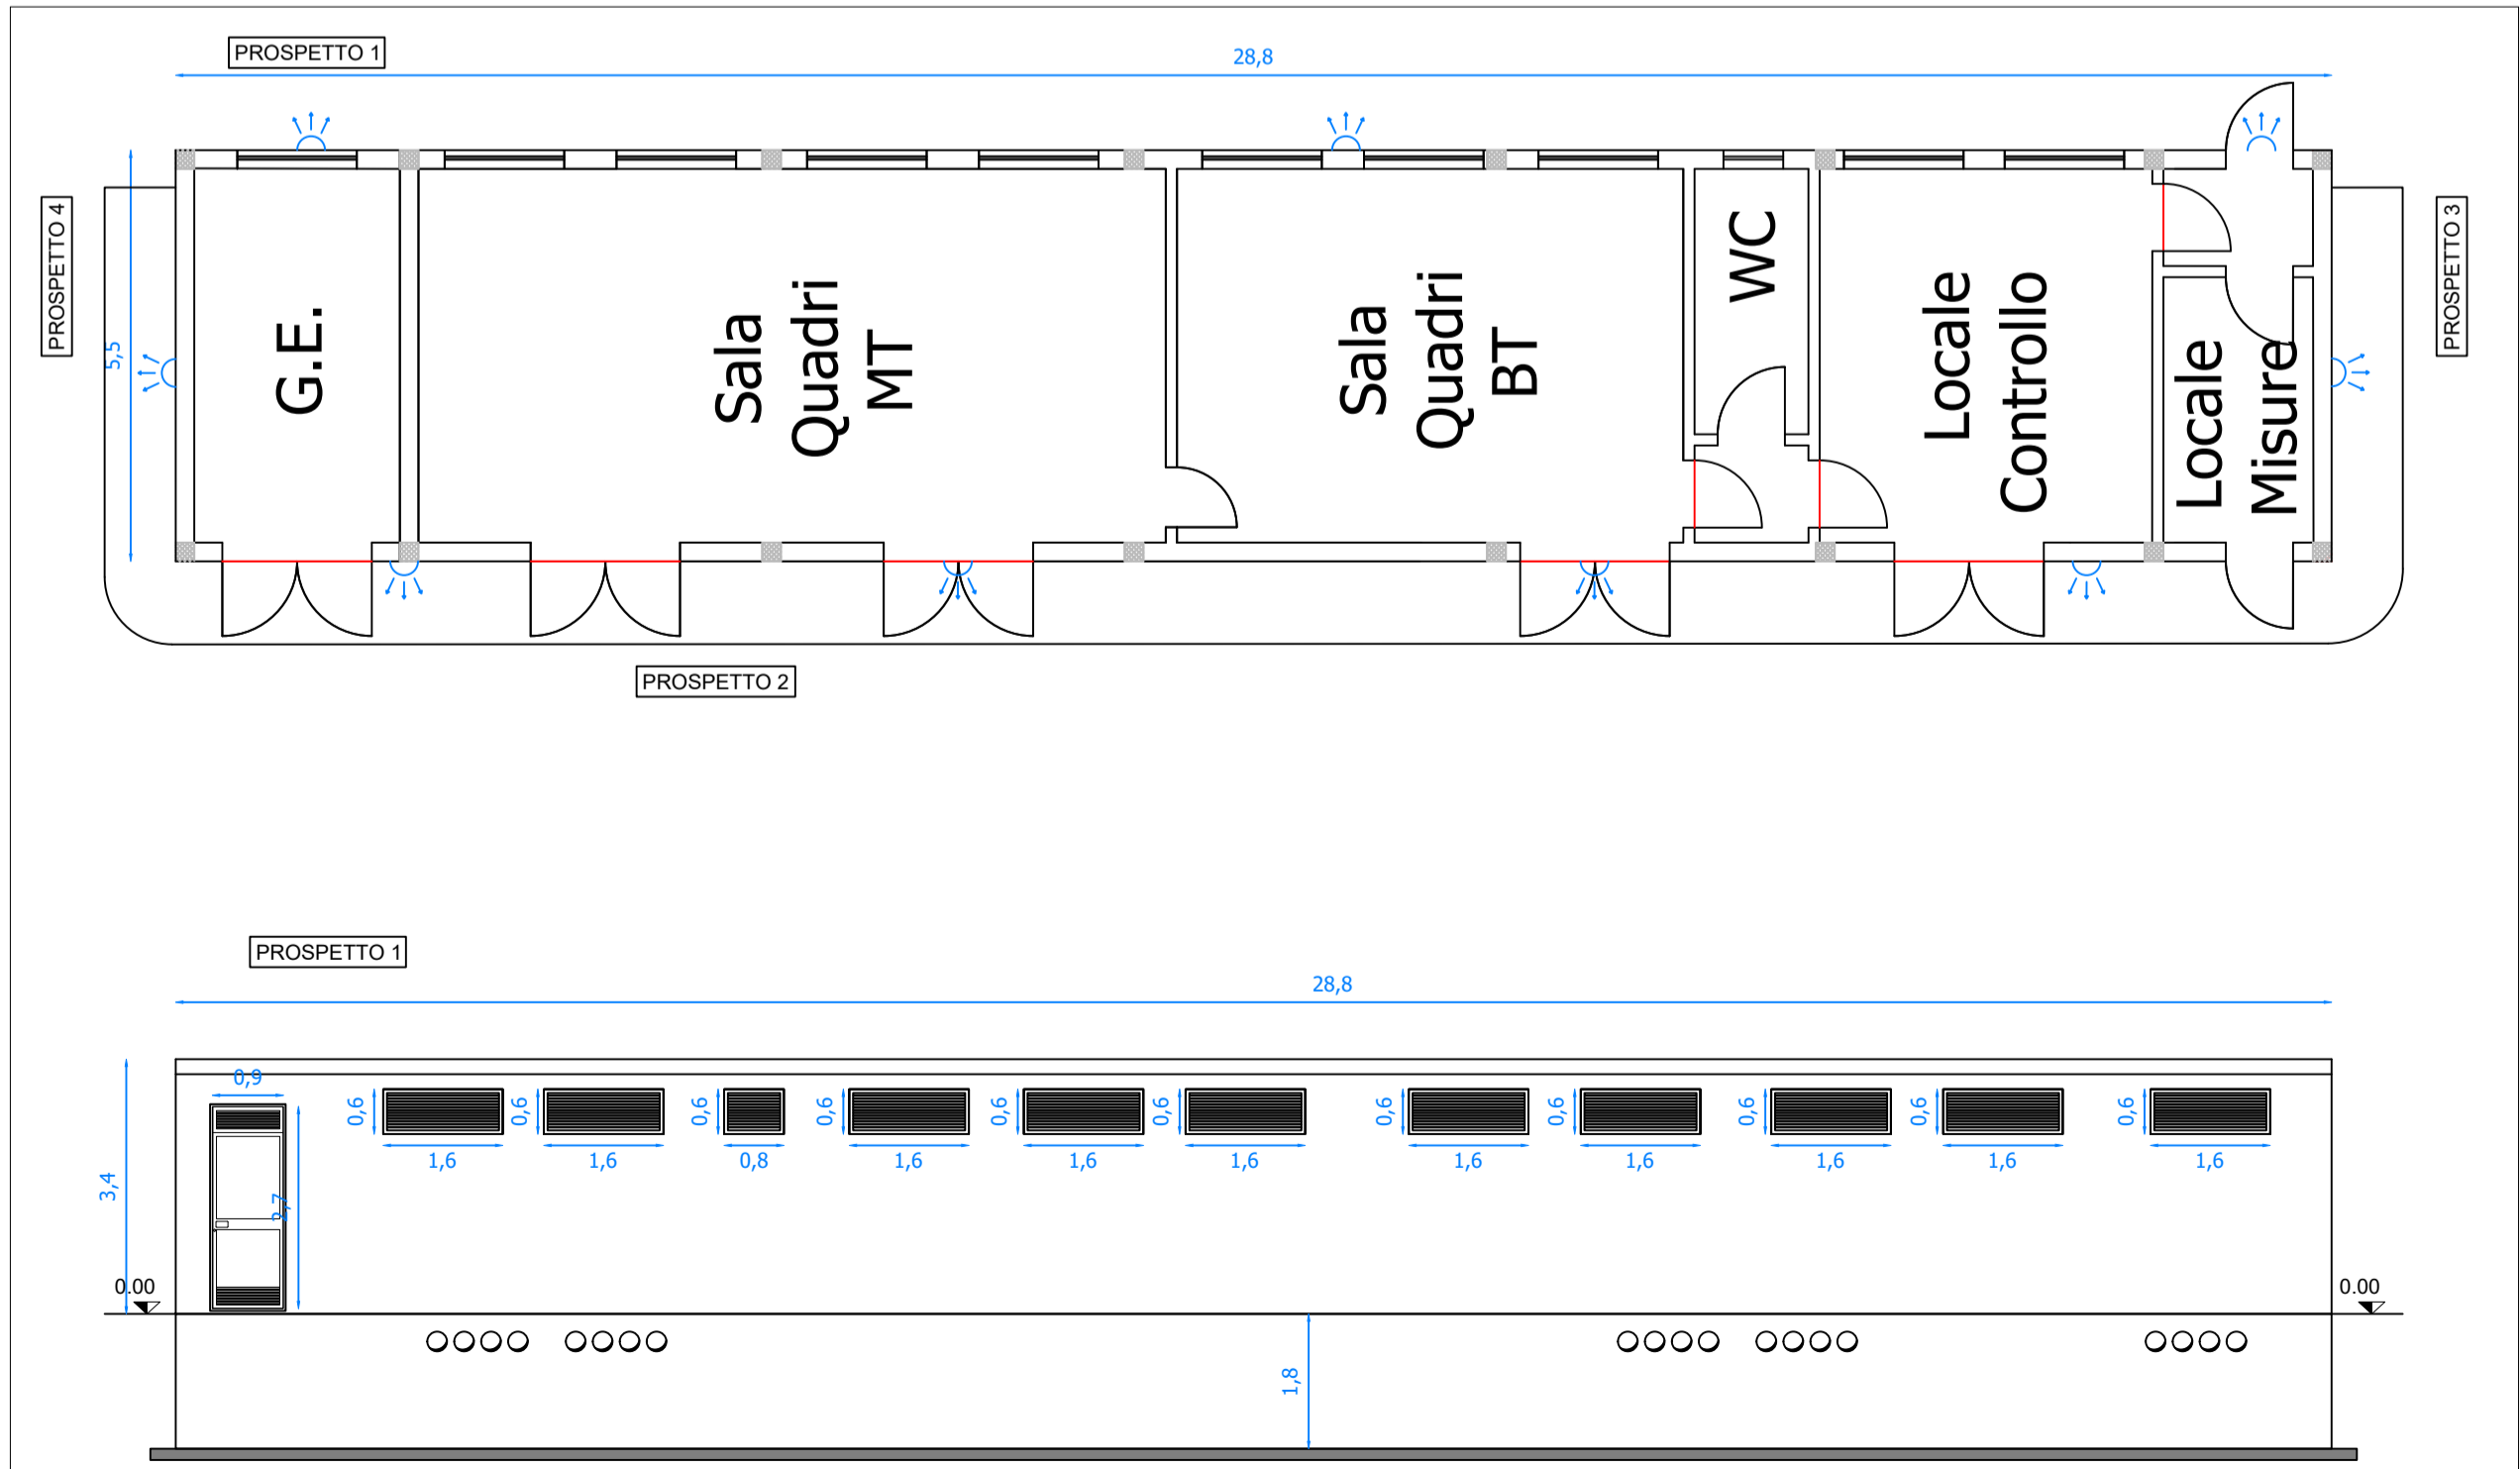 PROSPETTO 1
28,8
PROSPETTO 4
5,5
G.E.
Sala
Quadri
MT
Sala
Quadri
BT
WC
Locale
Controllo
Locale
Misure
PROSPETTO 3
PROSPETTO 2
PROSPETTO 1
28,8
3,4
0,9
2,7
0,6
1,6
0,6
1,6
0,6
0,8
0,6
1,6
0,6
1,6
0,6
1,6
0,6
1,6
0,6
1,6
0,6
1,6
0,6
1,6
0,6
1,6
0.00
0.00
1,8